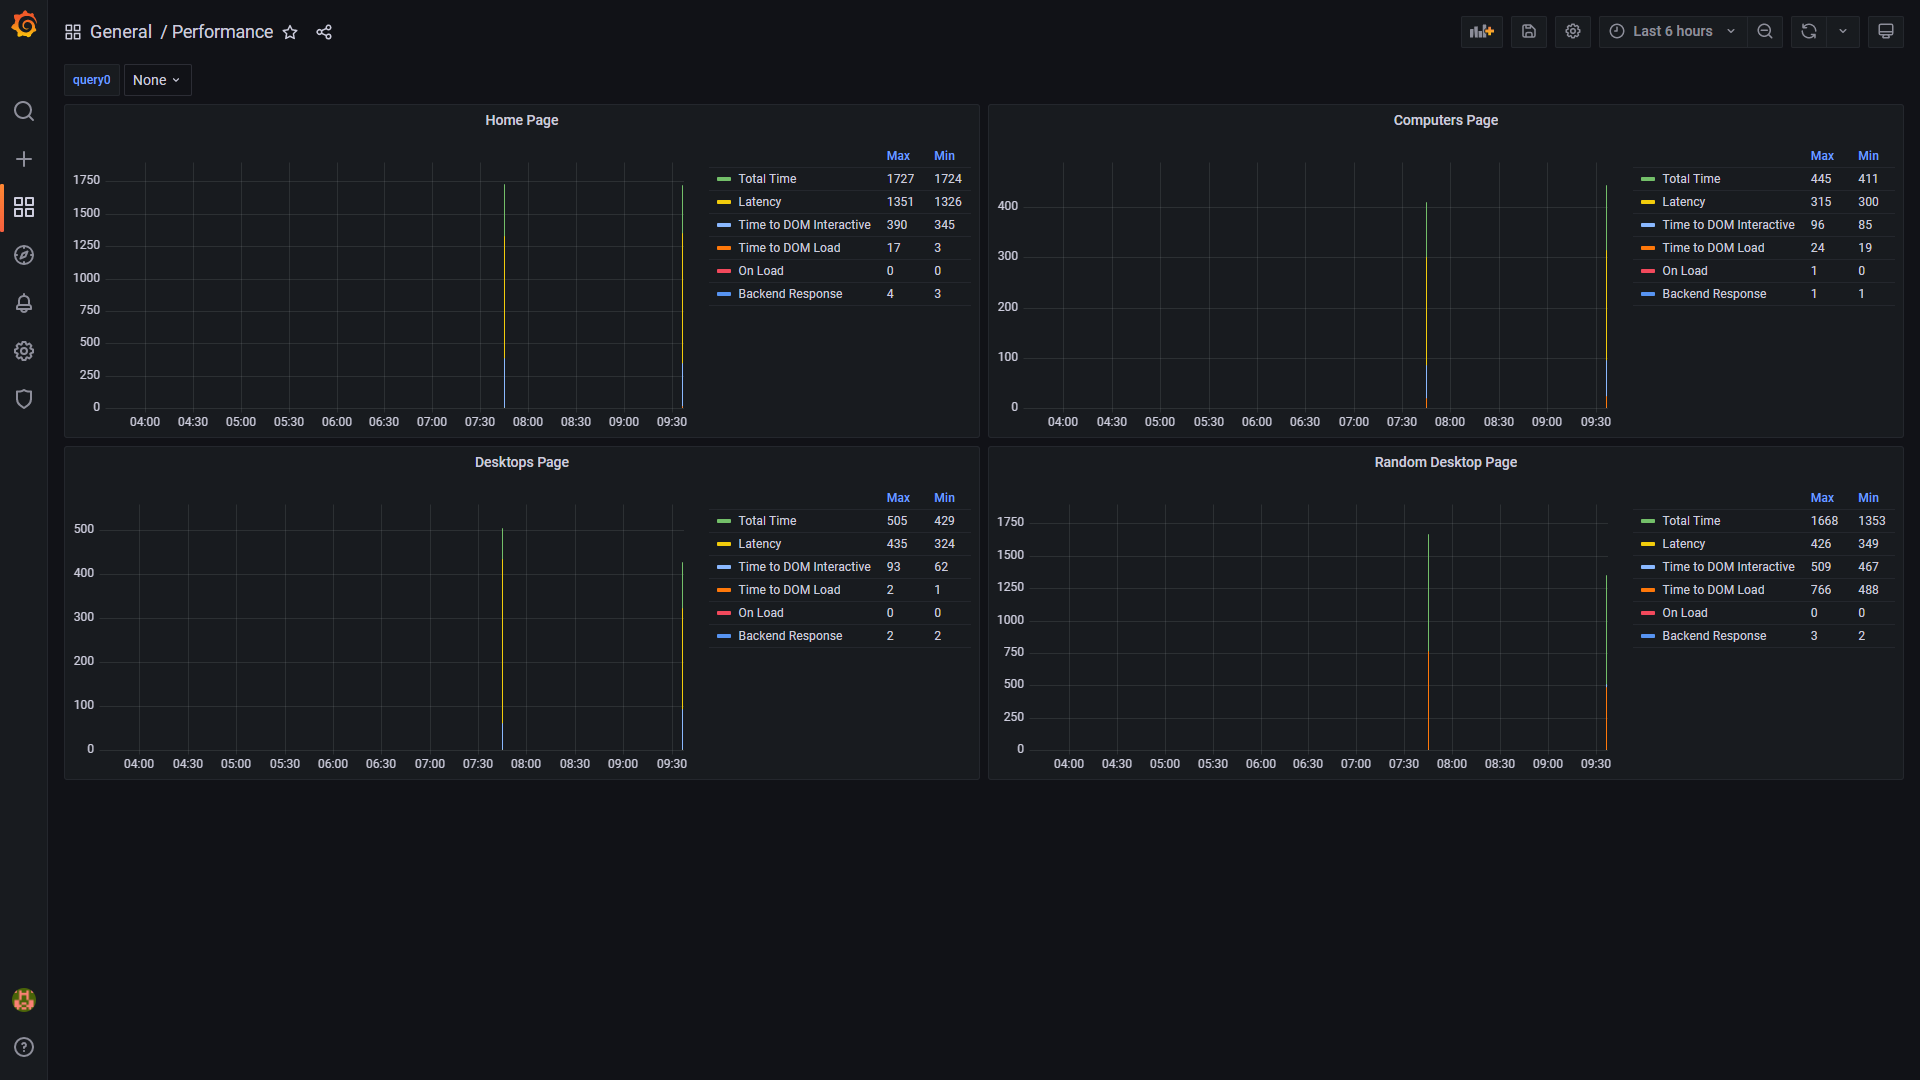 General / Performance
Last 6 hours
query0 None
Home Page
Max Min
1750
1500
1250
1000
750
500
250
0
04:00 04:30 05:00 05:30 06:00 06:30 07:00 07:30 08:00 08:30 09:00 09:30
Total Time 1727 1724
Latency 1351 1326
Time to DOM Interactive 390 345
Time to DOM Load 17 3
On Load 0 0
Backend Response 4 3
Computers Page
Max Min
400
300
200
100
0
04:00 04:30 05:00 05:30 06:00 06:30 07:00 07:30 08:00 08:30 09:00 09:30
Total Time 445 411
Latency 315 300
Time to DOM Interactive 96 85
Time to DOM Load 24 19
On Load 1 0
Backend Response 1 1
Desktops Page
Max Min
500
400
300
200
100
0
04:00 04:30 05:00 05:30 06:00 06:30 07:00 07:30 08:00 08:30 09:00 09:30
Total Time 505 429
Latency 435 324
Time to DOM Interactive 93 62
Time to DOM Load 2 1
On Load 0 0
Backend Response 2 2
Random Desktop Page
Max Min
1750
1500
1250
1000
750
500
250
0
04:00 04:30 05:00 05:30 06:00 06:30 07:00 07:30 08:00 08:30 09:00 09:30
Total Time 1668 1353
Latency 426 349
Time to DOM Interactive 509 467
Time to DOM Load 766 488
On Load 0 0
Backend Response 3 2